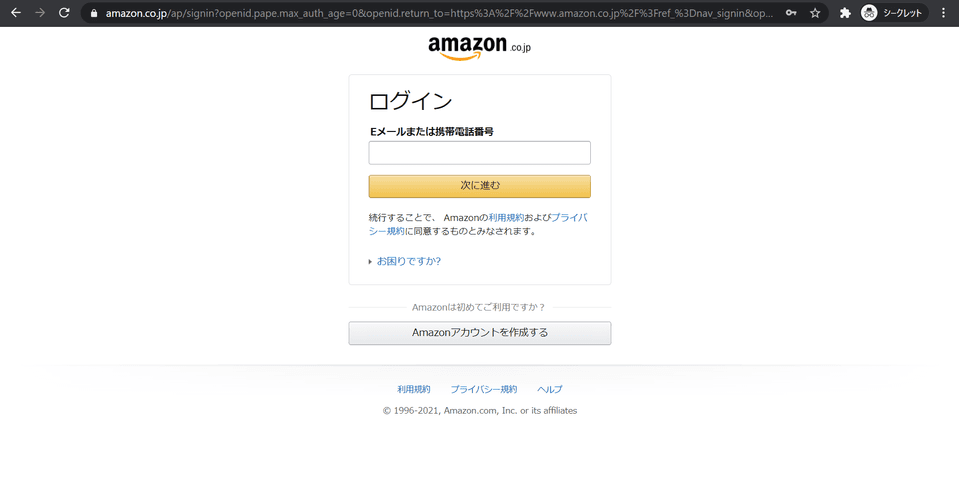 amazon.co.jp/ap/signin?openid.pape.max_auth_age=0&openid.return_to=https%3A%2F%2Fwww.amazon.co.jp%2F%3Fref_%3Dnav_signin&op...
シークレット
amazon.co.jp
ログイン
Eメールまたは携帯電話番号
次に進む
続行することで、 Amazonの利用規約およびプライバ
シー規約に同意するものとみなされます。
お困りですか?
Amazonは初めてご利用ですか？
Amazonアカウントを作成する
利用規約 プライバシー規約 ヘルプ
© 1996-2021, Amazon.com, Inc. or its affiliates